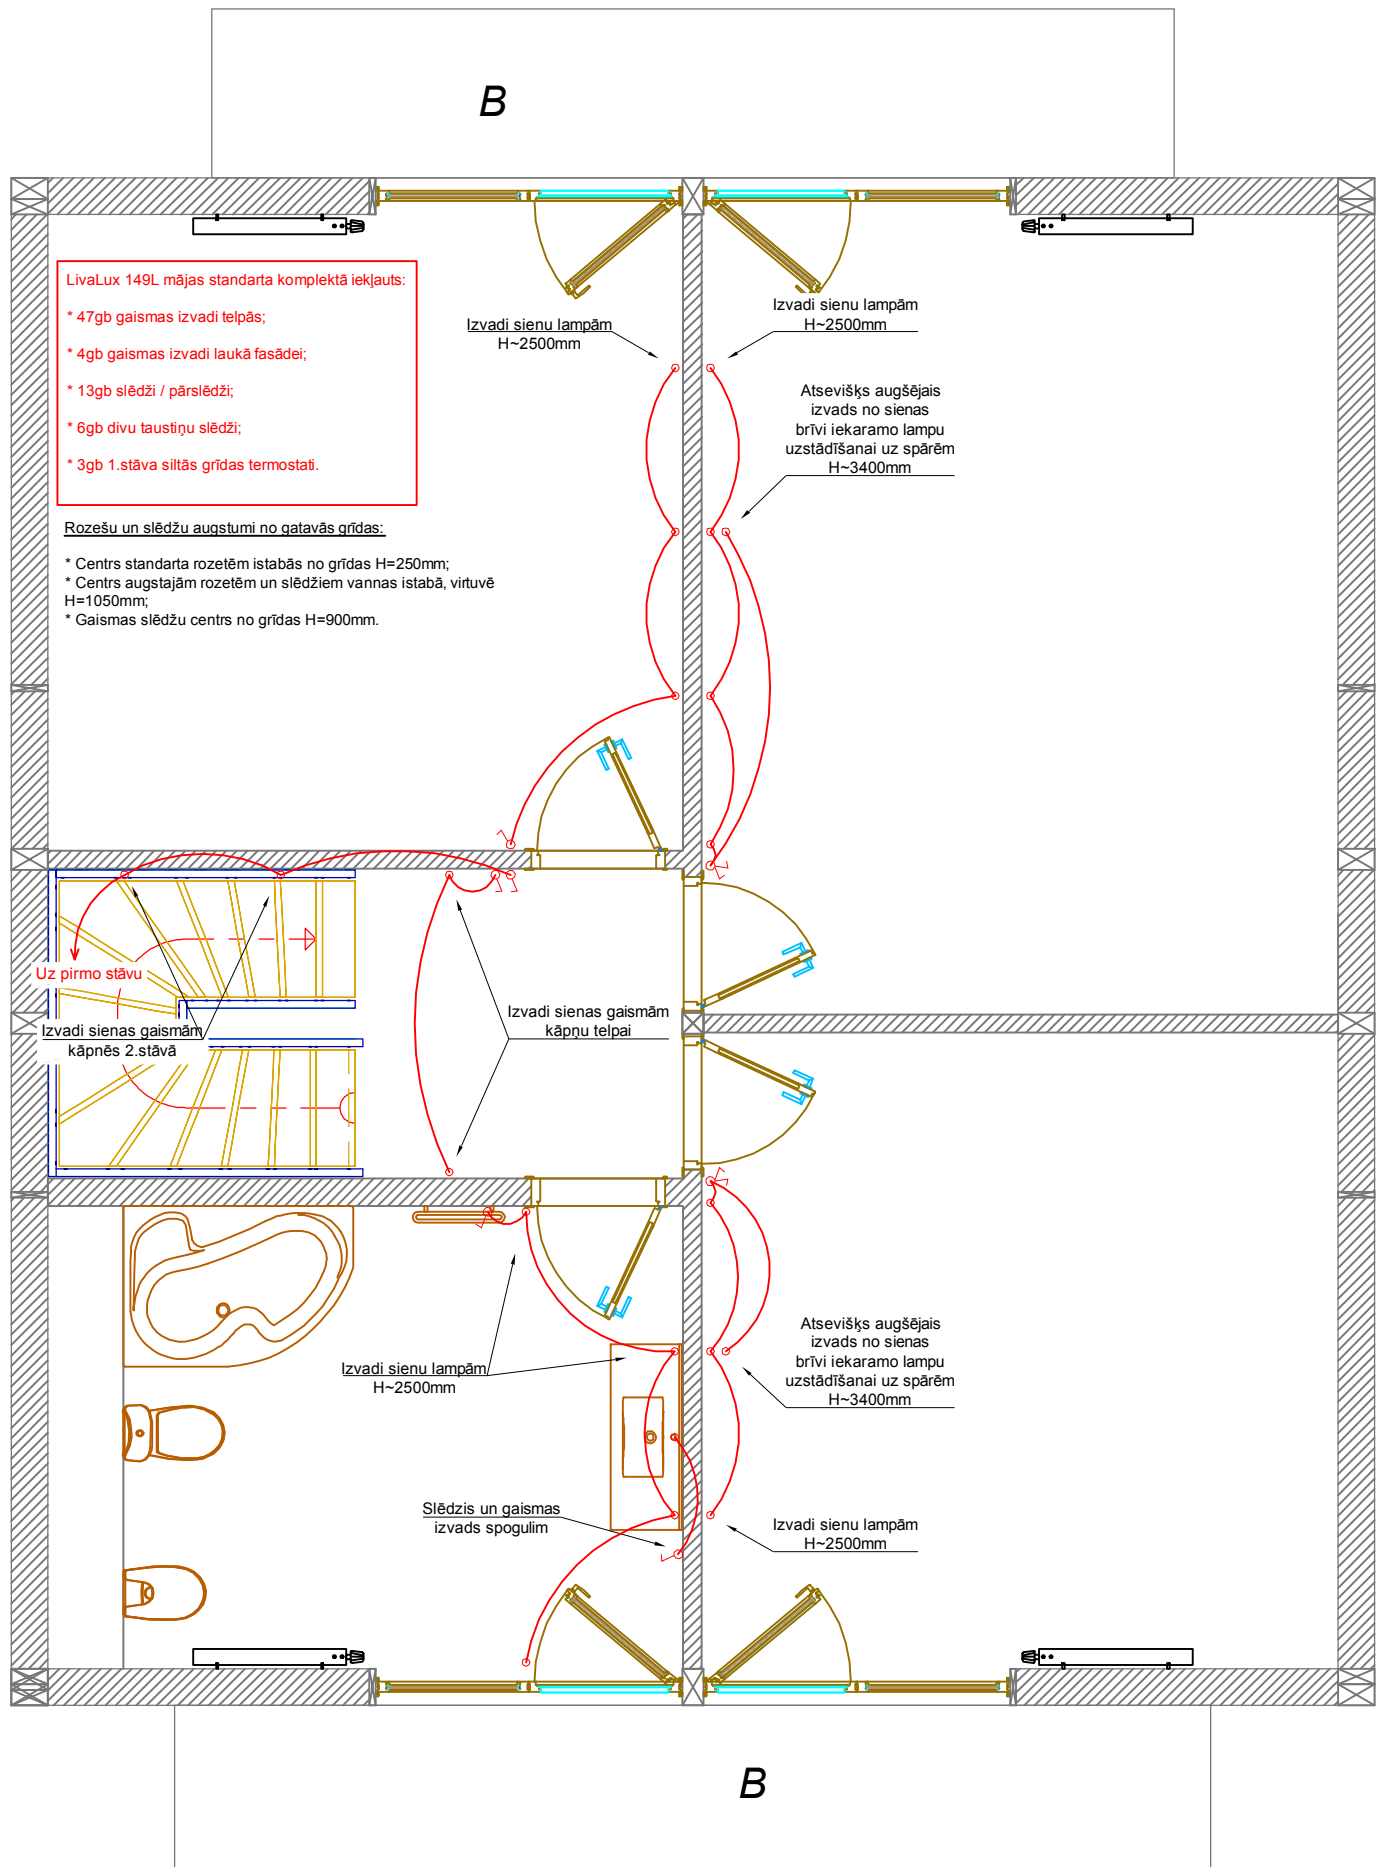 B
LivaLux 149L mājas standarta komplektā iekļauts:
* 47gb gaismas izvadi telpās;
* 4gb gaismas izvadi laukā fasādei;
* 13gb slēdži / pārslēdži;
* 6gb divu taustiņu slēdži;
* 3gb 1.stāva siltās grīdas termostati.
Rozešu un slēdžu augstumi no gatavās grīdas:
* Centrs standarta rozetēm istabās no grīdas H=250mm;
* Centrs augstajām rozetēm un slēdžiem vannas istabā, virtuvē
H=1050mm;
* Gaismas slēdžu centrs no grīdas H=900mm.
Izvadi sienu lampām
H~2500mm
Izvadi sienu lampām
H~2500mm
Atsevišķs augšējais
izvads no sienas
brīvi iekaramo lampu
uzstādīšanai uz spārēm
H~3400mm
Uz pirmo stāvu
Izvadi sienas gaismām
kāpnēs 2.stāvā
Izvadi sienas gaismām
kāpņu telpai
Izvadi sienu lampām
H~2500mm
Atsevišķs augšējais
izvads no sienas
brīvi iekaramo lampu
uzstādīšanai uz spārēm
H~3400mm
Slēdzis un gaismas
izvads spogulim
Izvadi sienu lampām
H~2500mm
B